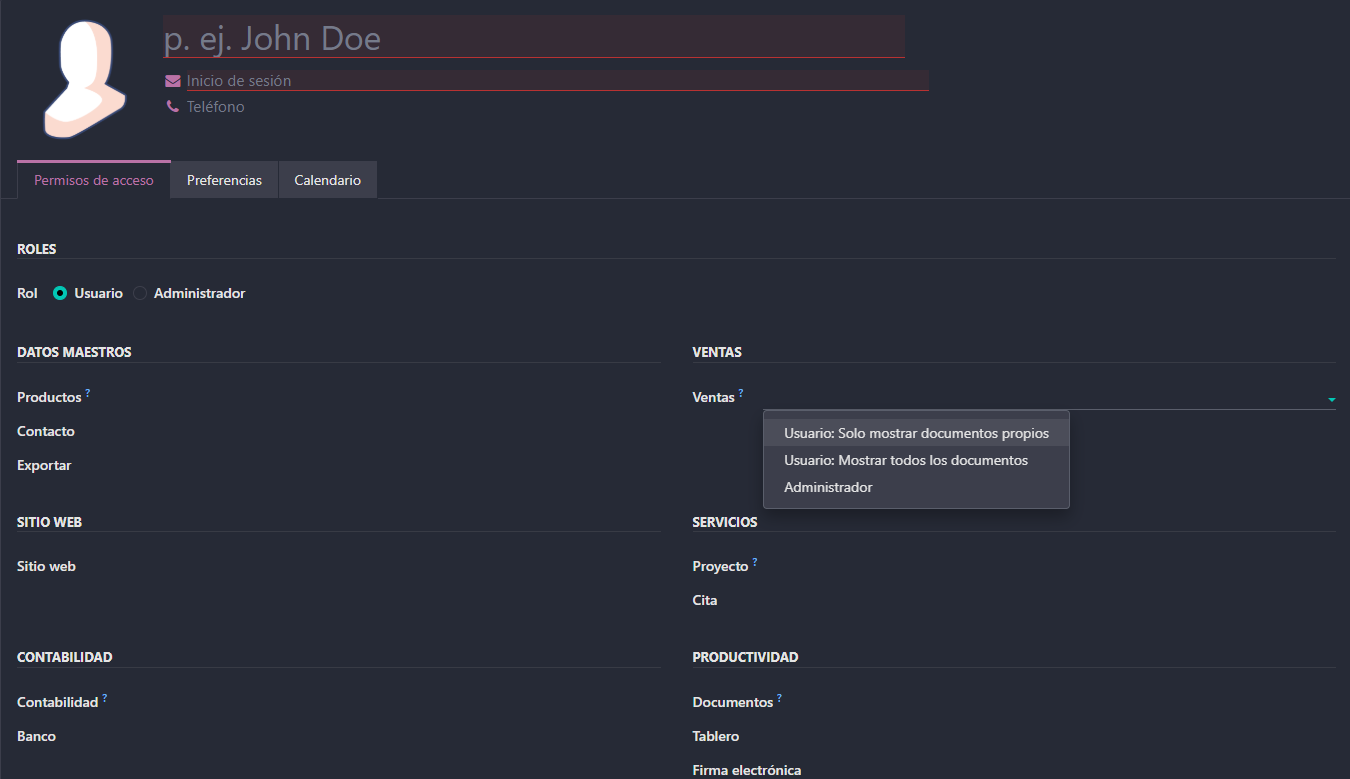 p. ej. John Doe
Inicio de sesión
Teléfono
Permisos de acceso Preferencias Calendario
ROLES
Rol Usuario Administrador
DATOS MAESTROS
Productos ?
Contacto
Exportar
VENTAS
Ventas ?
Usuario: Solo mostrar documentos propios
Usuario: Mostrar todos los documentos
Administrador
SITIO WEB
Sitio web
SERVICIOS
Proyecto ?
Cita
CONTABILIDAD
Contabilidad ?
Banco
PRODUCTIVIDAD
Documentos ?
Tablero
Firma electrónica